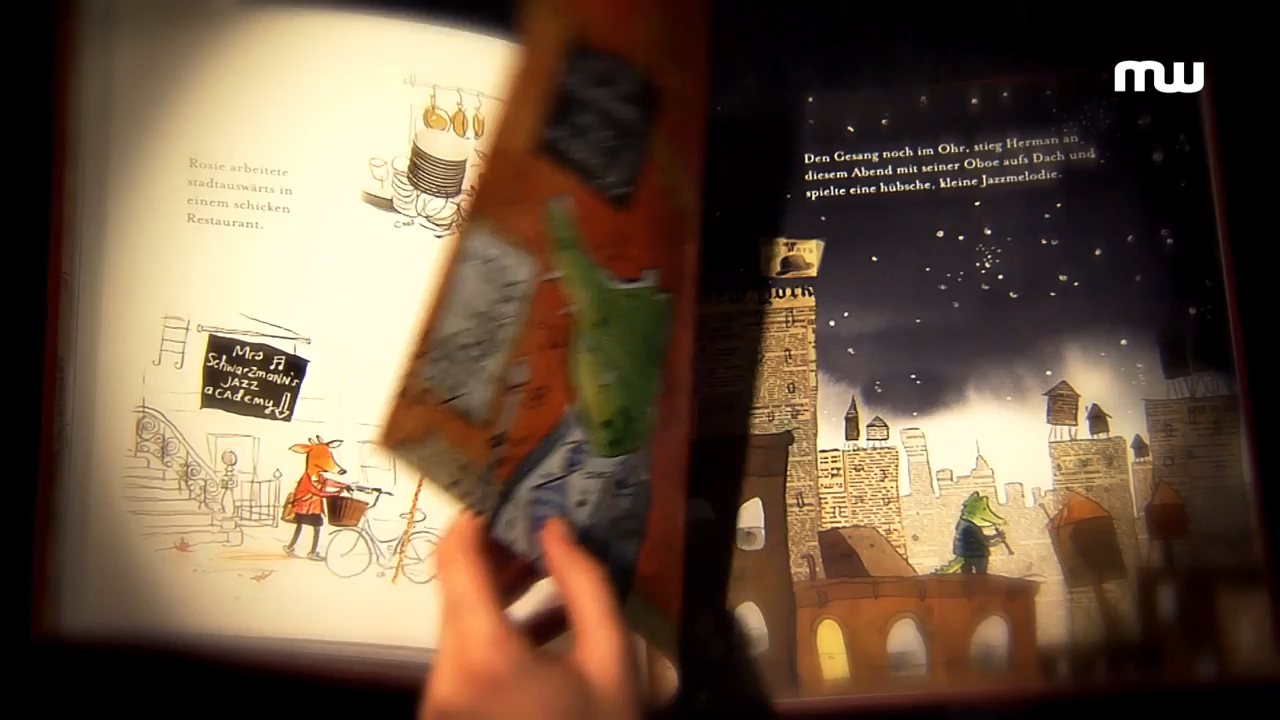 mw
Rosie arbeitete
stadtauswärts in
einem schicken
Restaurant.
Mrs
Schwarzmann's
JAZZ
acAdemy
Den Gesang noch im Ohr, stieg Herman an
diesem Abend mit seiner Oboe aufs Dach und
spielte eine hübsche, kleine Jazzmelodie.
York